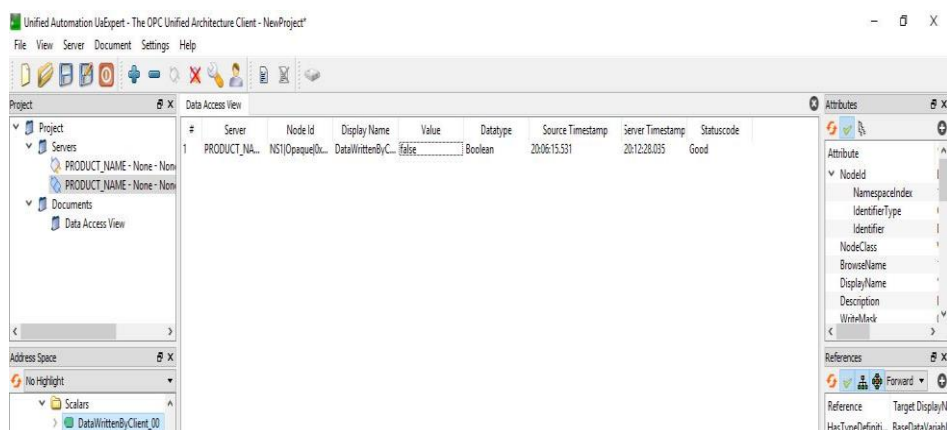 Unified Automation UaExpert - The OPC Unified Architecture Client - NewProject*
File View Server Document Settings Help
Project
Project
Servers
PRODUCT_NAME - None - Non
PRODUCT_NAME - None - Non
Documents
Data Access View
Data Access View
# Server Node Id Display Name Value Datatype Source Timestamp Server Timestamp Statuscode
1 PRODUCT_NA... NS1|Opaque|0x... DataWrittenByC... false Boolean 20:06:15.531 20:12:28.035 Good
Attributes
Attribute
NodeId
NamespaceIndex
IdentifierType
Identifier
NodeClass
BrowseName
DisplayName
Description
WriteMask
Address Space
No Highlight
Scalars
DataWrittenByClient_00
References
Forward
Reference Target DisplayN
HasTypeDefiniti... BaseDataVariabl